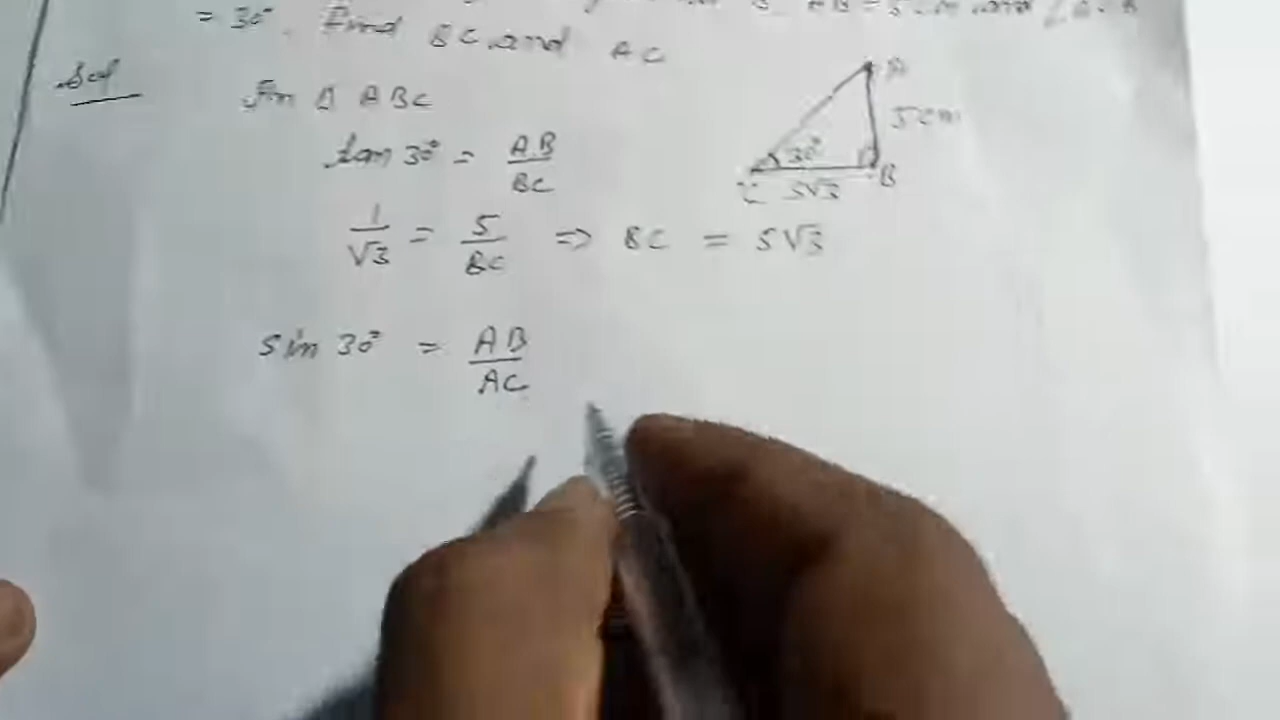 = 30°. Find BC and AC
Sol
In Δ ABC
tan 30° = AB/BC
1/√3 = 5/BC ⇒ BC = 5√3
sin 30° = AB/AC
A
5cm
30°
C 5√3 B